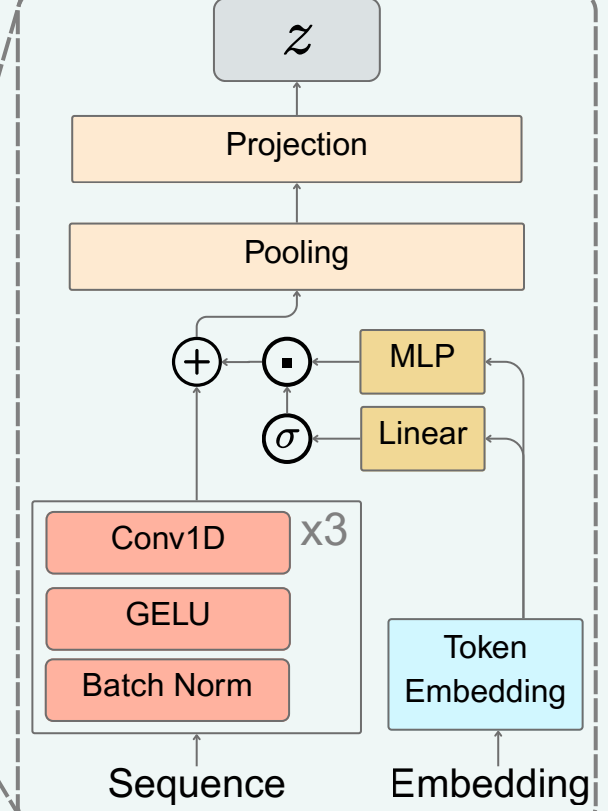 z
Projection
Pooling
+
MLP
σ
Linear
Conv1D
x3
GELU
Batch Norm
Token
Embedding
Sequence
Embedding